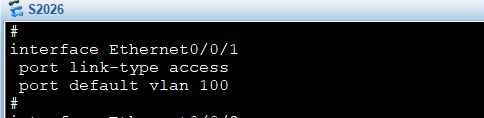 S2026
#
interface Ethernet0/0/1
port link-type access
port default vlan 100
#